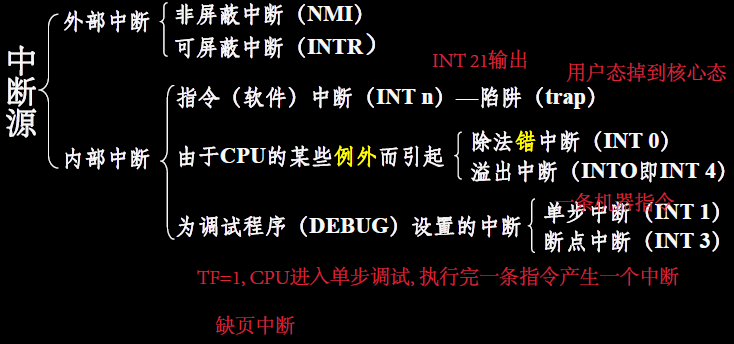 中断源
外部中断
非屏蔽中断（NMI）
可屏蔽中断（INTR）
INT 21输出
用户态掉到核心态
内部中断
指令（软件）中断（INT n）—陷阱（trap）
由于CPU的某些例外而引起
除法错中断（INT 0）
溢出中断（INTO即INT 4）
一条机器指令
为调试程序（DEBUG）设置的中断
单步中断（INT 1）
断点中断（INT 3）
TF=1, CPU进入单步调试, 执行完一条指令产生一个中断
缺页中断